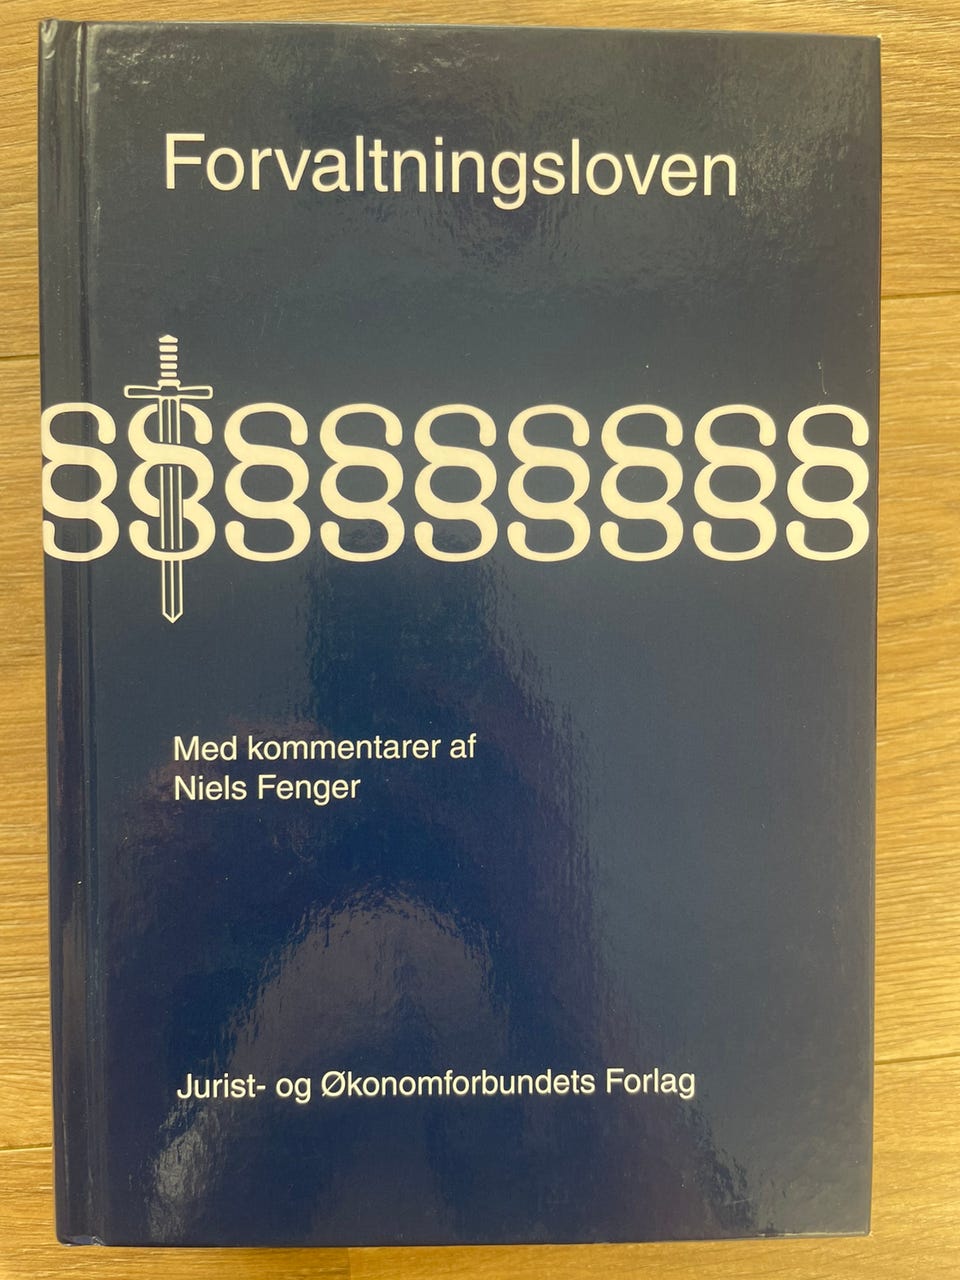 Forvaltningsloven
§§§§§§§§§
Med kommentarer af
Niels Fenger
Jurist- og Økonomforbundets Forlag